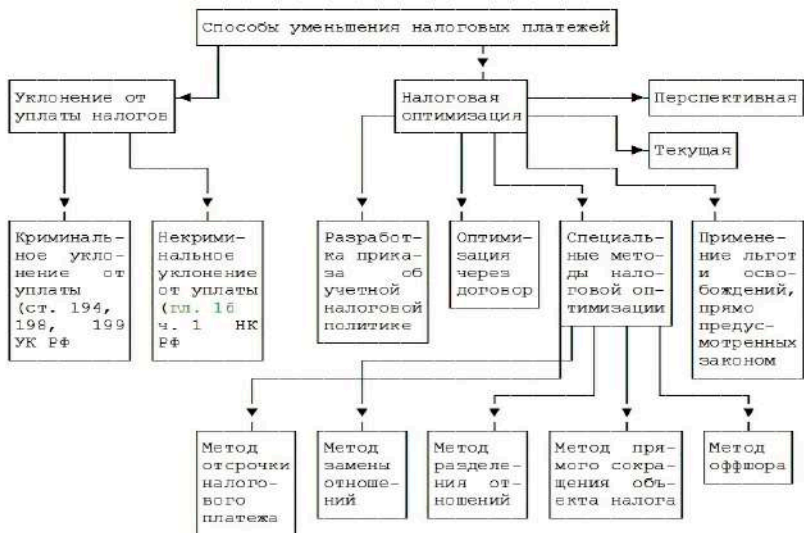 Способы уменьшения налоговых платежей
Уклонение от
уплаты налогов
Налоговая
оптимизация
Перспективная
Текущая
Криминаль-
ное укло-
нение от
уплаты
(ст. 194,
198, 199
УК РФ
Некрими-
нальное
уклонение
от уплаты
(гл. 16
ч. 1 НК
РФ
Разработ-
ка прика-
за об
учетной
налоговой
политике
Оптими-
зация
через
договор
Специаль-
ные мето-
ды нало-
говой оп-
тимизации
Примене-
ние льгот
и осво-
бождений,
прямо
предус-
мотренных
законом
Метод
отсрочки
налого-
вого
платежа
Метод
замены
отноше-
ний
Метод
разделе-
ния от-
ношений
Метод пря-
мого сокра-
щения объ-
екта налога
Метод
оффшора